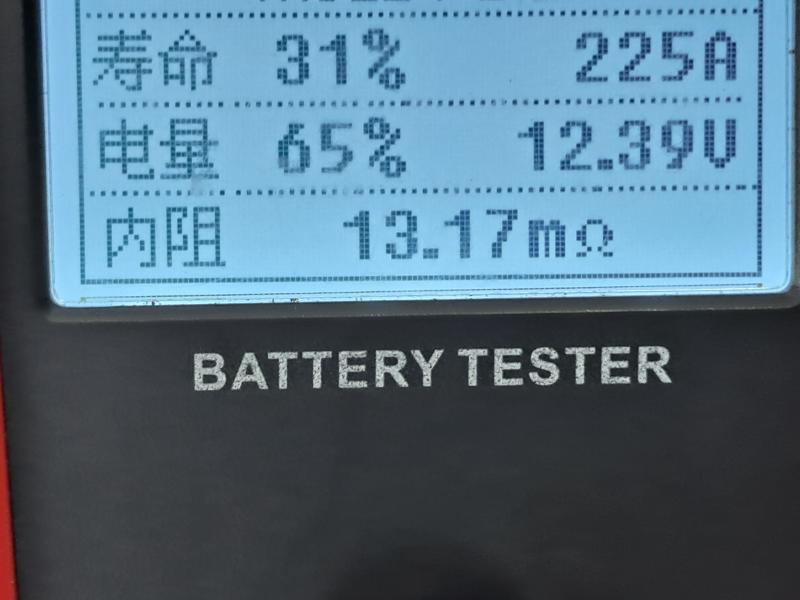 寿命 31% 225A
电量 65% 12.39V
内阻 13.17mΩ
BATTERY TESTER